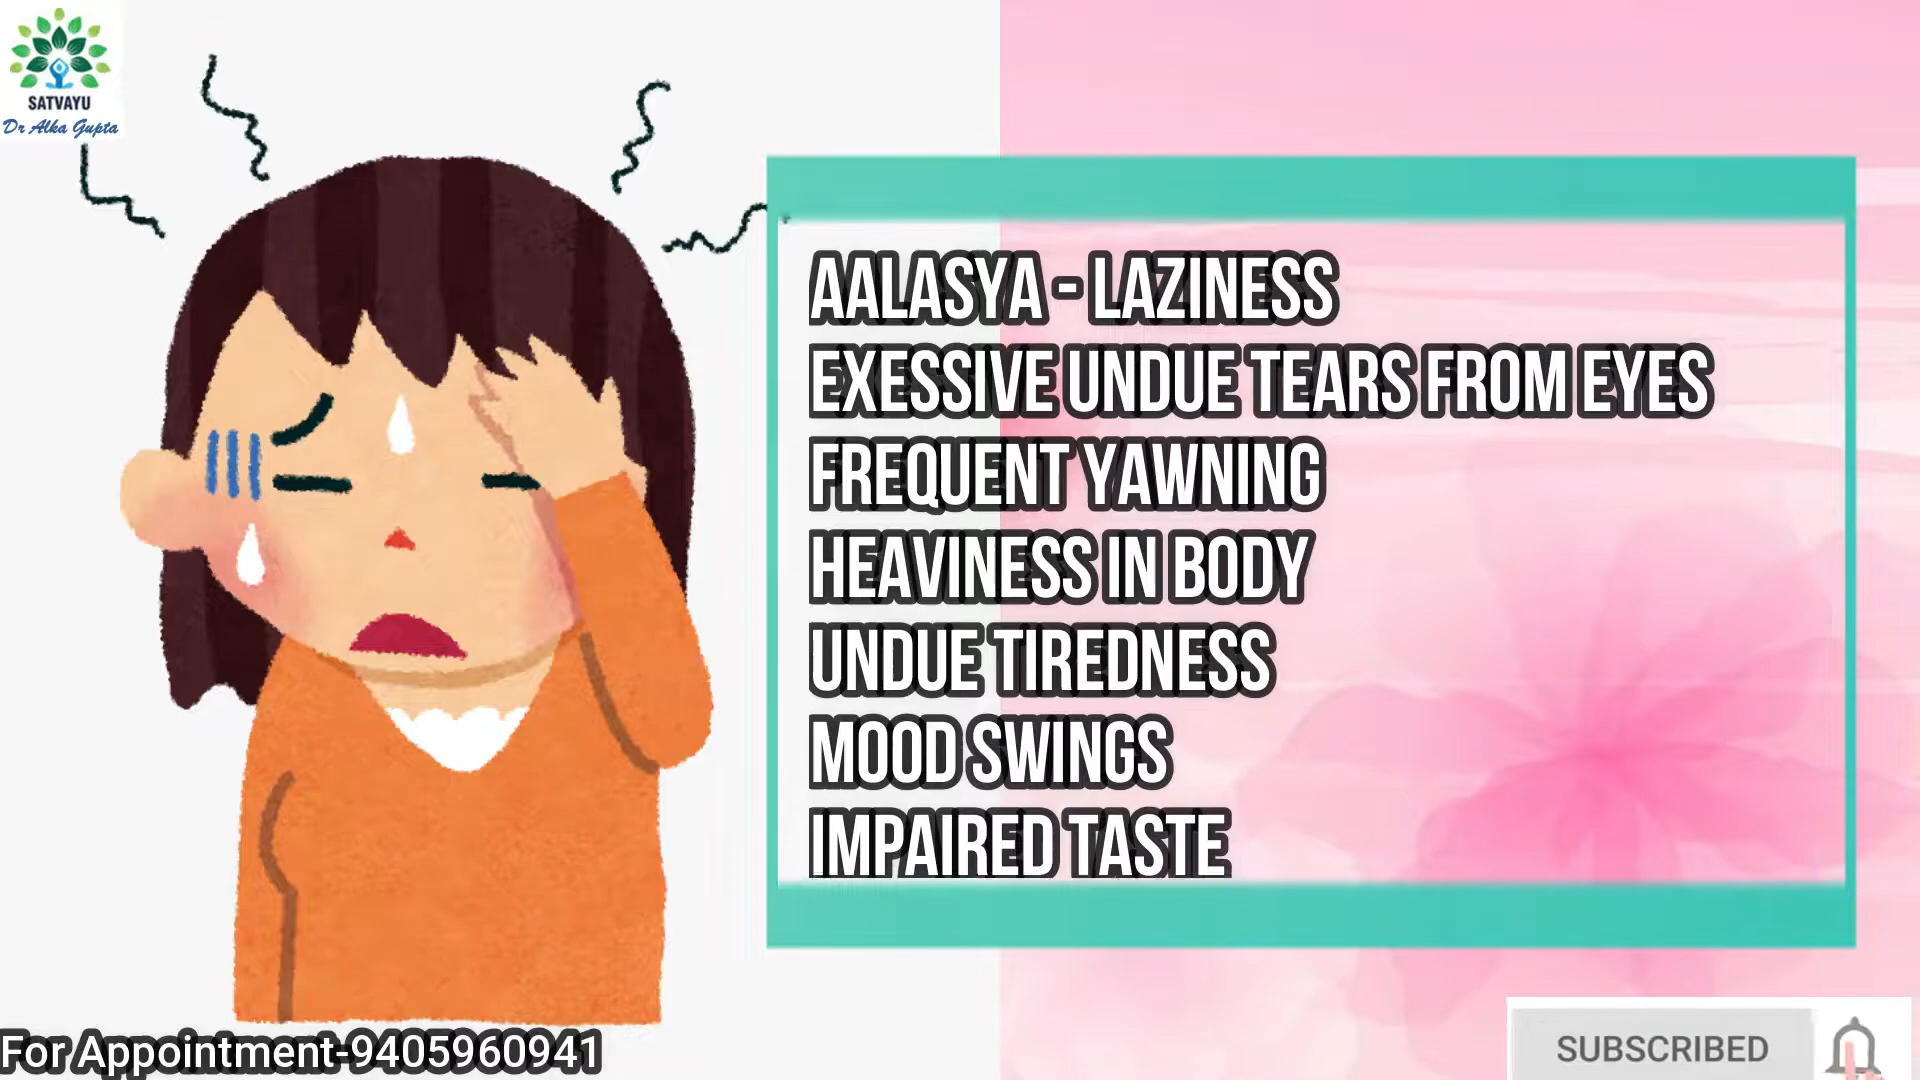 SATVAYU
Dr Alka Gupta
AALASYA - LAZINESS
EXESSIVE UNDUE TEARS FROM EYES
FREQUENT YAWNING
HEAVINESS IN BODY
UNDUE TIREDNESS
MOOD SWINGS
IMPAIRED TASTE
For Appointment-9405960941
SUBSCRIBED